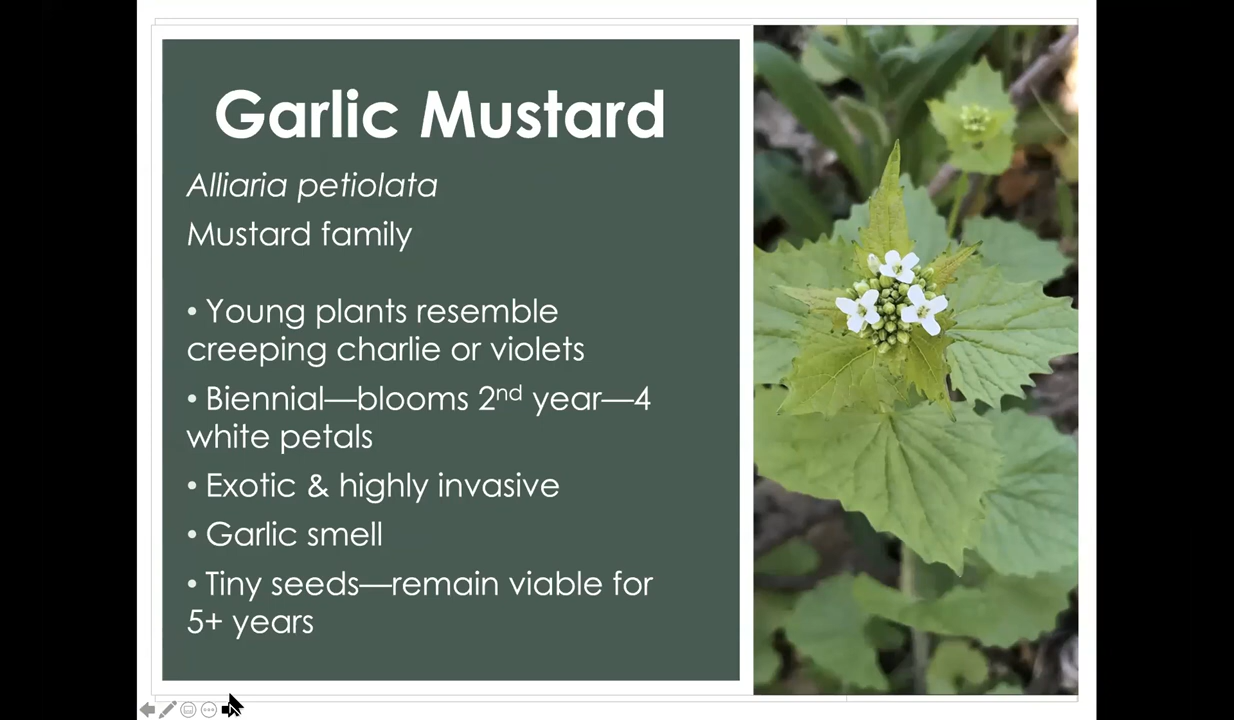 Garlic Mustard
Alliaria petiolata
Mustard family
• Young plants resemble
creeping charlie or violets
• Biennial—blooms 2nd year—4
white petals
• Exotic & highly invasive
• Garlic smell
• Tiny seeds—remain viable for
5+ years